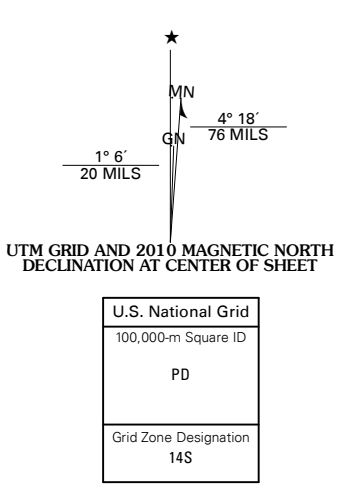 ★
MN
4° 18´
76 MILS
GN
1° 6´
20 MILS
UTM GRID AND 2010 MAGNETIC NORTH
DECLINATION AT CENTER OF SHEET
U.S. National Grid
100,000-m Square ID
PD
Grid Zone Designation
14S